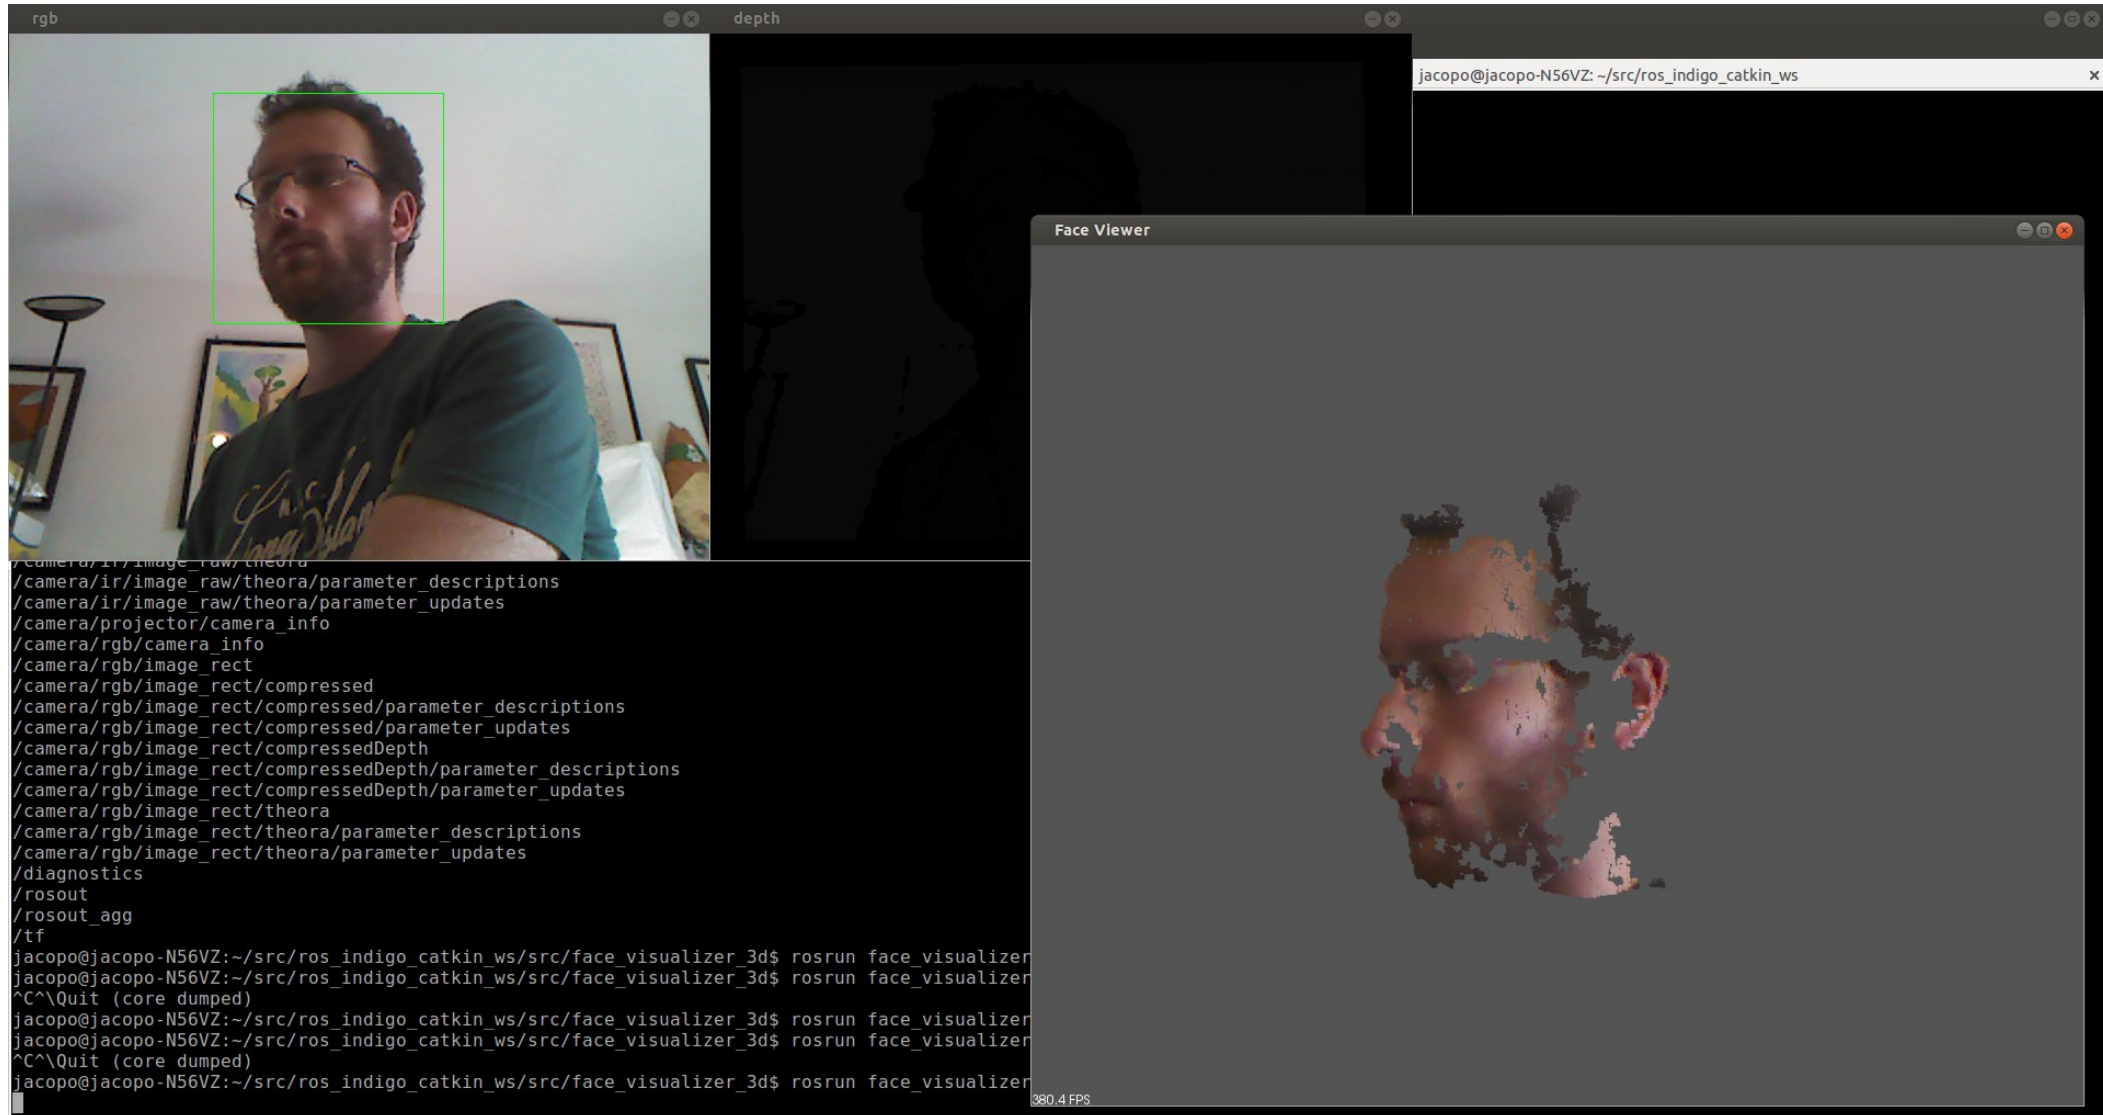 rgb
depth
jacopo@jacopo-N56VZ: ~/src/ros_indigo_catkin_ws
Face Viewer
/camera/ir/image_raw/theora
/camera/ir/image_raw/theora/parameter_descriptions
/camera/ir/image_raw/theora/parameter_updates
/camera/projector/camera_info
/camera/rgb/camera_info
/camera/rgb/image_rect
/camera/rgb/image_rect/compressed
/camera/rgb/image_rect/compressed/parameter_descriptions
/camera/rgb/image_rect/compressed/parameter_updates
/camera/rgb/image_rect/compressedDepth
/camera/rgb/image_rect/compressedDepth/parameter_descriptions
/camera/rgb/image_rect/compressedDepth/parameter_updates
/camera/rgb/image_rect/theora
/camera/rgb/image_rect/theora/parameter_descriptions
/camera/rgb/image_rect/theora/parameter_updates
/diagnostics
/rosout
/rosout_agg
/tf
jacopo@jacopo-N56VZ:~/src/ros_indigo_catkin_ws/src/face_visualizer_3d$ rosrun face_visualizer
jacopo@jacopo-N56VZ:~/src/ros_indigo_catkin_ws/src/face_visualizer_3d$ rosrun face_visualizer
^C^\Quit (core dumped)
jacopo@jacopo-N56VZ:~/src/ros_indigo_catkin_ws/src/face_visualizer_3d$ rosrun face_visualizer
jacopo@jacopo-N56VZ:~/src/ros_indigo_catkin_ws/src/face_visualizer_3d$ rosrun face_visualizer
^C^\Quit (core dumped)
jacopo@jacopo-N56VZ:~/src/ros_indigo_catkin_ws/src/face_visualizer_3d$ rosrun face_visualizer
380.4 FPS